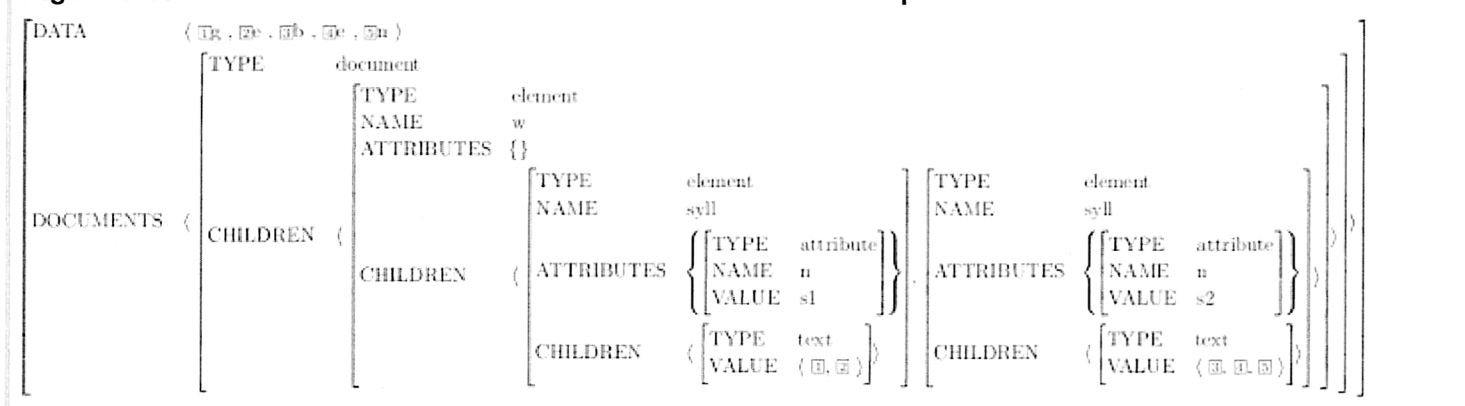 DATA ⟨ 1g , 2e , 3b , 4e , 5n ⟩
TYPE document
TYPE element
NAME w
ATTRIBUTES {}
TYPE element TYPE element
NAME syll NAME syll
DOCUMENTS ⟨
CHILDREN ⟨
TYPE attribute TYPE attribute
CHILDREN ⟨ ATTRIBUTES NAME n , ATTRIBUTES NAME n ⟩ ⟩ ⟩
VALUE s1 VALUE s2
TYPE text TYPE text
CHILDREN ⟨ VALUE ⟨ 1, 2 ⟩ ⟩ CHILDREN ⟨ VALUE ⟨ 3, 4, 5 ⟩ ⟩